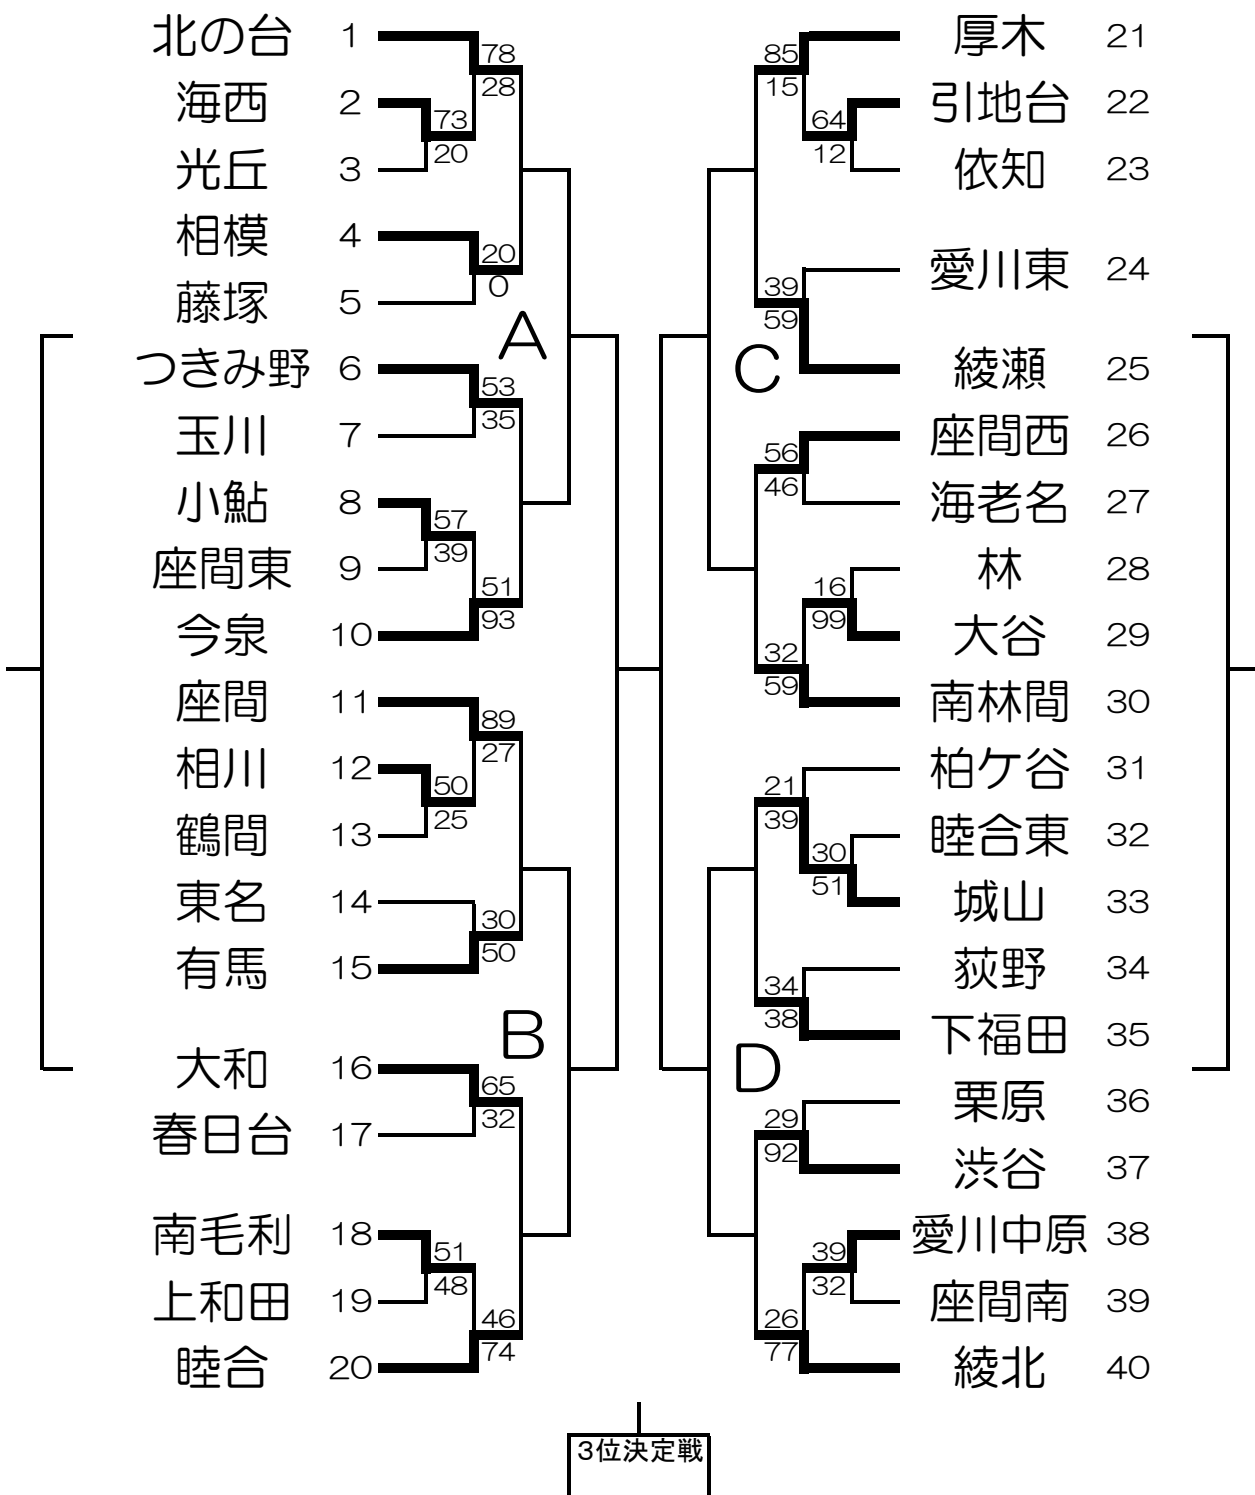 北の台 1
78
28
海西 2
73
20
光丘 3
相模 4
20
0
藤塚 5
A
つきみ野 6
53
35
玉川 7
小鮎 8
57
39
座間東 9
51
93
今泉 10
座間 11
89
27
相川 12
50
25
鶴間 13
東名 14
30
50
有馬 15
B
大和 16
65
32
春日台 17
南毛利 18
51
48
上和田 19
46
74
睦合 20
厚木 21
85
15
引地台 22
64
12
依知 23
愛川東 24
39
59
C
綾瀬 25
座間西 26
56
46
海老名 27
林 28
16
99
大谷 29
32
59
南林間 30
柏ケ谷 31
21
39
睦合東 32
30
51
城山 33
荻野 34
34
38
下福田 35
D
栗原 36
29
92
渋谷 37
愛川中原 38
39
32
座間南 39
26
77
綾北 40
3位決定戦